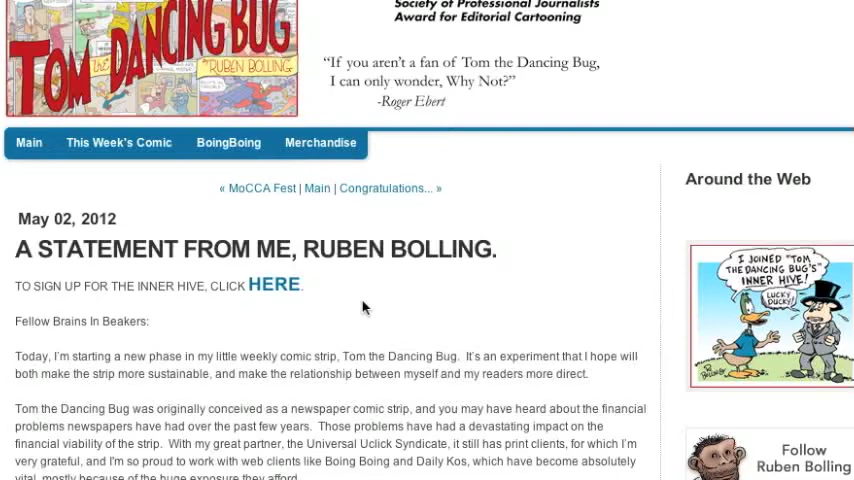 Society of Professional Journalists
Award for Editorial Cartooning
TOM the DANCING BUG
by RUBEN BOLLING
“If you aren’t a fan of Tom the Dancing Bug,
I can only wonder, Why Not?”
-Roger Ebert
Main This Week's Comic BoingBoing Merchandise
« MoCCA Fest | Main | Congratulations... »
May 02, 2012
A STATEMENT FROM ME, RUBEN BOLLING.
TO SIGN UP FOR THE INNER HIVE, CLICK HERE.
Fellow Brains In Beakers:
Today, I’m starting a new phase in my little weekly comic strip, Tom the Dancing Bug. It’s an experiment that I hope will
both make the strip more sustainable, and make the relationship between myself and my readers more direct.
Tom the Dancing Bug was originally conceived as a newspaper comic strip, and you may have heard about the financial
problems newspapers have had over the past few years. Those problems have had a devastating impact on the
financial viability of the strip. With my great partner, the Universal Uclick Syndicate, it still has print clients, for which I’m
very grateful, and I'm so proud to work with web clients like Boing Boing and Daily Kos, which have become absolutely
vital, mostly because of the huge exposure they afford.
Around the Web
I JOINED "TOM
THE DANCING BUG'S"
INNER HIVE!
LUCKY
DUCKY!
R. BOLLING
Follow
Ruben Bolling